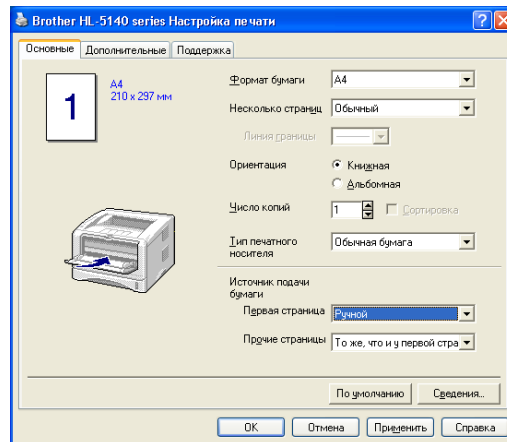 Brother HL-5140 series Настройка печати
Основные Дополнительные Поддержка
1
A4
210 x 297 мм
Формат бумаги A4
Несколько страниц Обычный
Линия границы
Ориентация Книжная
Альбомная
Число копий 1 Сортировка
Тип печатного Обычная бумага
носителя
Источник подачи
бумаги
Первая страница Ручной
Прочие страницы То же, что и у первой стра
По умолчанию Сведения...
OK Отмена Применить Справка